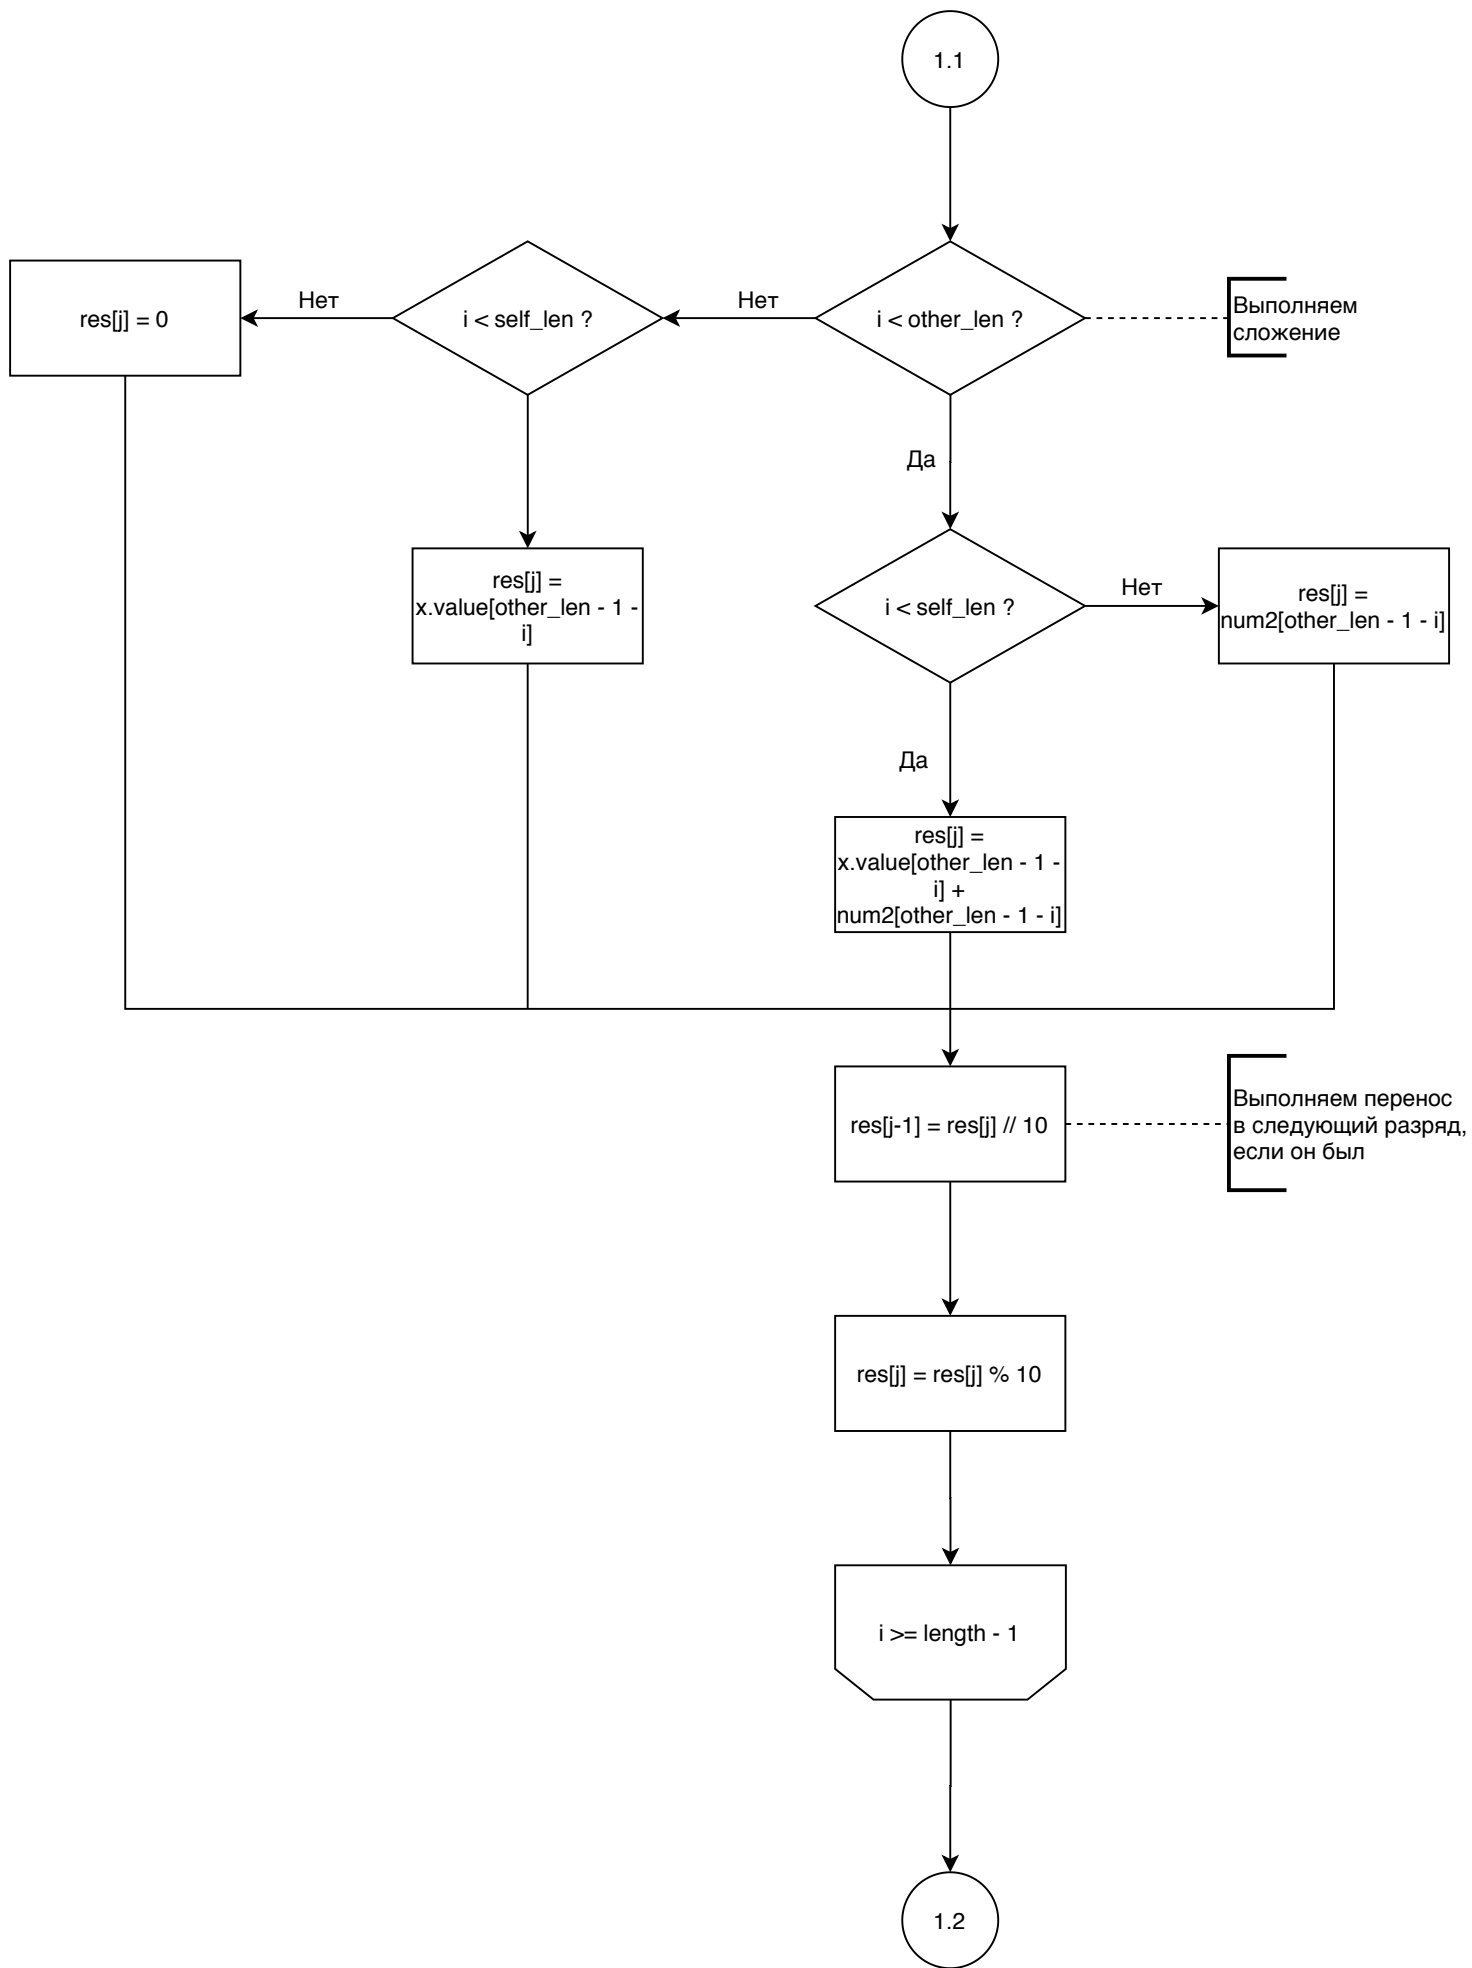 1.1
res[j] = 0
Нет
i < self_len ?
Нет
i < other_len ?
Выполняем
сложение
Да
res[j] =
x.value[other_len - 1 -
i]
i < self_len ?
Нет
res[j] =
num2[other_len - 1 - i]
Да
res[j] =
x.value[other_len - 1 -
i] +
num2[other_len - 1 - i]
res[j-1] = res[j] // 10
Выполняем перенос
в следующий разряд,
если он был
res[j] = res[j] % 10
i >= length - 1
1.2